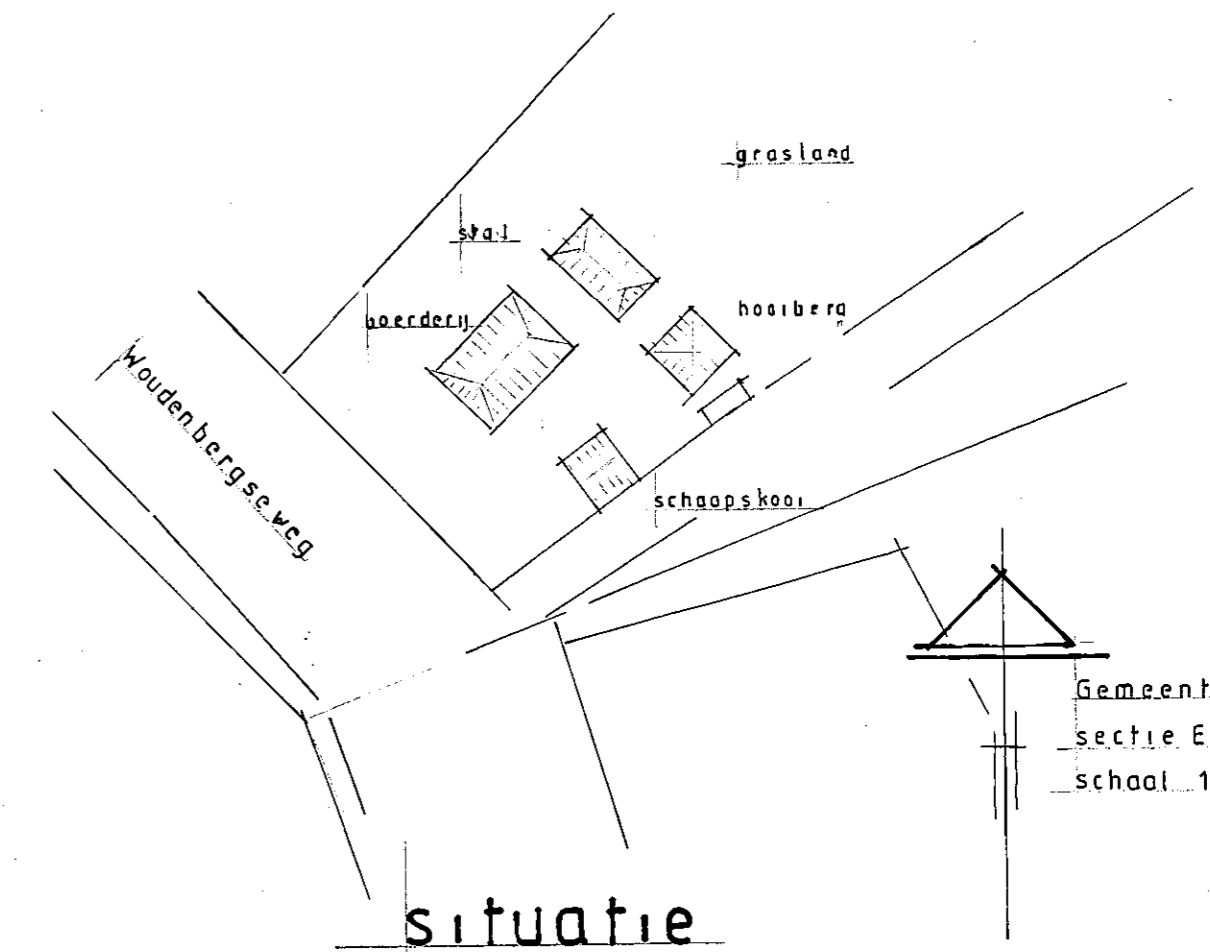 grasland
stal
hooiberg
boerderij
Woudenbergseweg
schaapskooi
Gemeent
sectie E
schaal 1
situatie